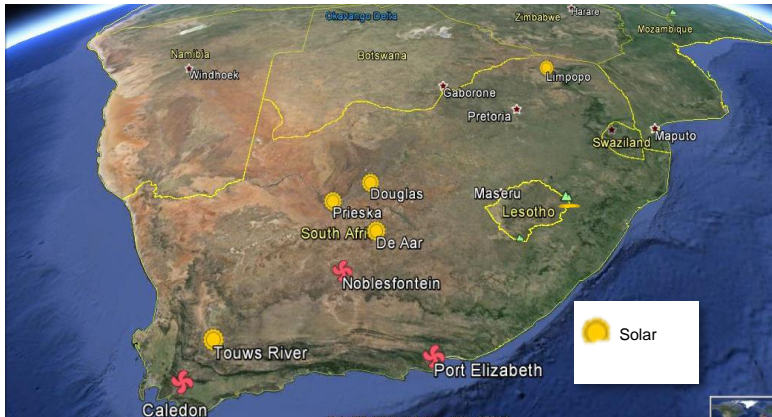 Okavango Delta
Zimbabwe
Harare
Mozambique
Namibia
Windhoek
Botswana
Limpopo
Gaborone
Pretoria
Swaziland
Maputo
Douglas
Maseru
Prieska
Lesotho
South Afri
De Aar
Noblesfontein
Solar
Touws River
Port Elizabeth
Caledon